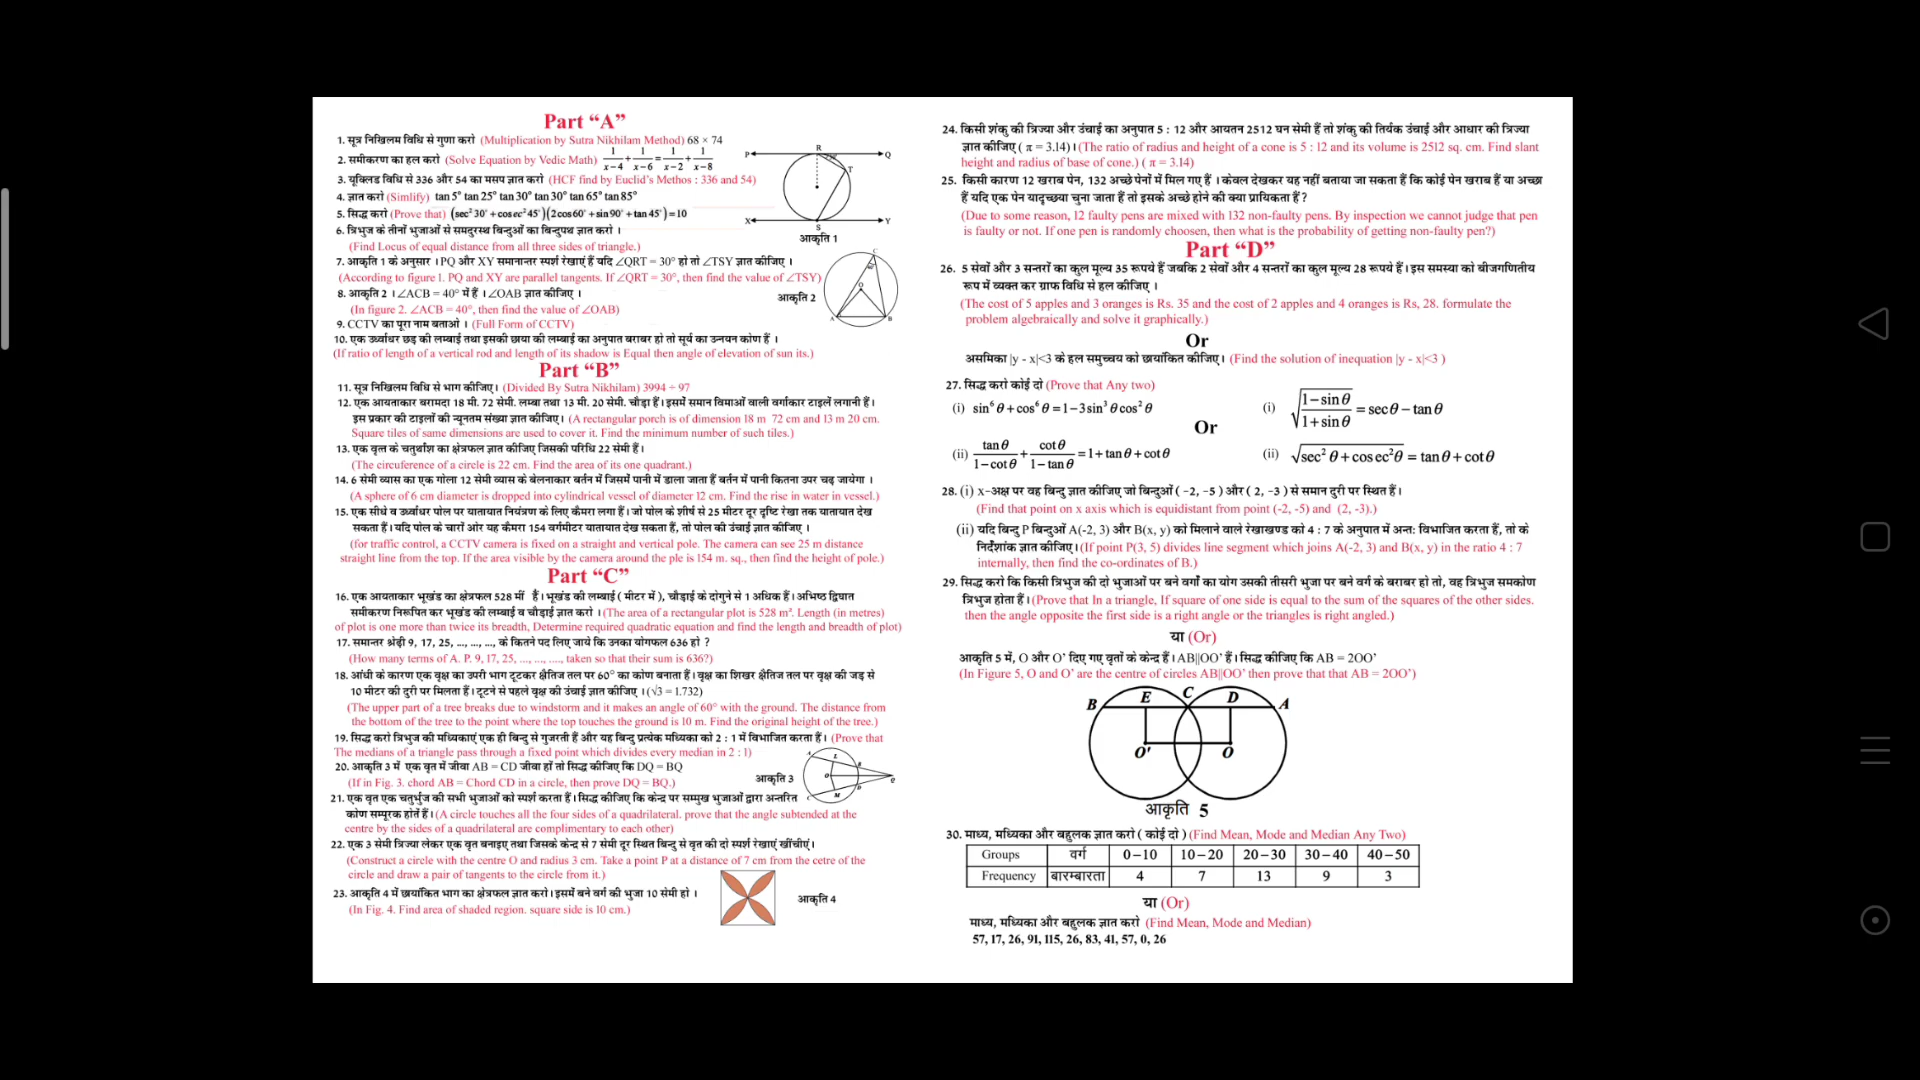 Part “A”
1. सूत्र निखिलम विधि से गुणा करो (Multiplication by Sutra Nikhilam Method) 68 × 74
2. समीकरण का हल करो (Solve Equation by Vedic Math) 1/(x−4) + 1/(x−6) = 1/(x−2) + 1/(x−8)
3. यूक्लिड विधि से 336 और 54 का मसप ज्ञात करो (HCF find by Euclid’s Methos : 336 and 54)
4. ज्ञात करो (Simlify) tan 5° tan 25° tan 30° tan 30° tan 65° tan 85°
5. सिद्ध करो (Prove that) (sec² 30° + cosec² 45°)(2cos60° + sin90° + tan 45°) = 10
6. त्रिभुज के तीनों भुजाओं से समदुरस्थ बिन्दुओं का बिन्दुपथ ज्ञात करो ।
(Find Locus of equal distance from all three sides of triangle.)
P R Q
T
X S Y
आकृति 1
7. आकृति 1 के अनुसार । PQ और XY समानान्तर स्पर्श रेखाएं हैं यदि ∠QRT = 30° हो तो ∠TSY ज्ञात कीजिए ।
(According to figure 1. PQ and XY are parallel tangents. If ∠QRT = 30°, then find the value of ∠TSY)
8. आकृति 2 । ∠ACB = 40° में हैं । ∠OAB ज्ञात कीजिए ।
(In figure 2. ∠ACB = 40°, then find the value of ∠OAB)
C
O
A B
आकृति 2
9. CCTV का पूरा नाम बताओ । (Full Form of CCTV)
10. एक उर्ध्वाधर छड़ की लम्बाई तथा इसकी छाया की लम्बाई का अनुपात बराबर हो तो सूर्य का उन्नयन कोण हैं ।
(If ratio of length of a vertical rod and length of its shadow is Equal then angle of elevation of sun its.)
Part “B”
11. सूत्र निखिलम विधि से भाग कीजिए। (Divided By Sutra Nikhilam) 3994 ÷ 97
12. एक आयताकार बरामदा 18 मी. 72 सेमी. लम्बा तथा 13 मी. 20 सेमी. चौड़ा हैं। इसमें समान विमाओं वाली वर्गाकार टाइलें लगानी हैं।
इस प्रकार की टाइलों की न्यूनतम संख्या ज्ञात कीजिए। (A rectangular porch is of dimension 18 m 72 cm and 13 m 20 cm.
Square tiles of same dimensions are used to cover it. Find the minimum number of such tiles.)
13. एक वृत्त के चतुर्थांश का क्षेत्रफल ज्ञात कीजिए जिसकी परिधि 22 सेमी हैं।
(The circuference of a circle is 22 cm. Find the area of its one quadrant.)
14. 6 सेमी व्यास का एक गोला 12 सेमी व्यास के बेलनाकार बर्तन में जिसमें पानी में डाला जाता हैं बर्तन में पानी कितना उपर चढ़ जायेगा ।
(A sphere of 6 cm diameter is dropped into cylindrical vessel of diameter 12 cm. Find the rise in water in vessel.)
15. एक सीधे व उर्ध्वाधर पोल पर यातायात नियंत्रण के लिए कैमरा लगा हैं। जो पोल के शीर्ष से 25 मीटर दूर दृष्टि रेखा तक यातायात देख
सकता हैं। यदि पोल के चारों ओर यह कैमरा 154 वर्गमीटर यातायात देख सकता हैं, तो पोल की उंचाई ज्ञात कीजिए ।
(for traffic control, a CCTV camera is fixed on a straight and vertical pole. The camera can see 25 m distance
straight line from the top. If the area visible by the camera around the ple is 154 m. sq., then find the height of pole.)
Part “C”
16. एक आयताकार भूखंड का क्षेत्रफल 528 मीं हैं। भूखंड की लम्बाई ( मीटर में ), चौड़ाई के दोगुने से 1 अधिक हैं। अभिष्ठ द्विघात
समीकरण निरूपित कर भूखंड की लम्बाई व चौड़ाई ज्ञात करो । (The area of a rectangular plot is 528 m². Length (in metres)
of plot is one more than twice its breadth, Determine required quadratic equation and find the length and breadth of plot)
17. समान्तर श्रेढ़ी 9, 17, 25, ..., ..., ..., के कितने पद लिए जाये कि उनका योगफल 636 हो ?
(How many terms of A. P. 9, 17, 25, ..., ..., ...., taken so that their sum is 636?)
18. आंधी के कारण एक वृक्ष का उपरी भाग टूटकर क्षैतिज तल पर 60° का कोण बनाता हैं। वृक्ष का शिखर क्षैतिज तल पर वृक्ष की जड़ से
10 मीटर की दुरी पर मिलता हैं। टूटने से पहले वृक्ष की उंचाई ज्ञात कीजिए । (√3 = 1.732)
(The upper part of a tree breaks due to windstorm and it makes an angle of 60° with the ground. The distance from
the bottom of the tree to the point where the top touches the ground is 10 m. Find the original height of the tree.)
19. सिद्ध करो त्रिभुज की मध्यिकाएं एक ही बिन्दु से गुजरती हैं और यह बिन्दु प्रत्येक मध्यिका को 2 : 1 में विभाजित करता हैं। (Prove that
The medians of a triangle pass through a fixed point which divides every median in 2 : 1)
20. आकृति 3 में एक वृत में जीवा AB = CD जीवा हों तो सिद्ध कीजिए कि DQ = BQ
(If in Fig. 3. chord AB = Chord CD in a circle, then prove DQ = BQ.)
आकृति 3
A L B
O Q
C M D
21. एक वृत एक चतुर्भुज की सभी भुजाओं को स्पर्श करता हैं। सिद्ध कीजिए कि केन्द्र पर सम्मुख भुजाओं द्वारा अन्तरित
कोण सम्पूरक होतें हैं। (A circle touches all the four sides of a quadrilateral. prove that the angle subtended at the
centre by the sides of a quadrilateral are complimentary to each other)
22. एक 3 सेमी त्रिज्या लेकर एक वृत बनाइए तथा जिसके केन्द्र से 7 सेमी दूर स्थित बिन्दु से वृत की दो स्पर्श रेखाएं खींचीएं।
(Construct a circle with the centre O and radius 3 cm. Take a point P at a distance of 7 cm from the cetre of the
circle and draw a pair of tangents to the circle from it.)
23. आकृति 4 में छायांकित भाग का क्षेत्रफल ज्ञात करो। इसमें बने वर्ग की भुजा 10 सेमी हो ।
(In Fig. 4. Find area of shaded region. square side is 10 cm.)
आकृति 4
24. किसी शंकु की त्रिज्या और उंचाई का अनुपात 5 : 12 और आयतन 2512 घन सेमी हैं तो शंकु की तिर्यक उंचाई और आधार की त्रिज्या
ज्ञात कीजिए ( π = 3.14) । (The ratio of radius and height of a cone is 5 : 12 and its volume is 2512 sq. cm. Find slant
height and radius of base of cone.) ( π = 3.14)
25. किसी कारण 12 खराब पेन, 132 अच्छे पेनों में मिल गए हैं । केवल देखकर यह नहीं बताया जा सकता हैं कि कोई पेन खराब हैं या अच्छा
हैं यदि एक पेन यादृच्छया चुना जाता हैं तो इसके अच्छे होने की क्या प्रायिकता हैं ?
(Due to some reason, 12 faulty pens are mixed with 132 non-faulty pens. By inspection we cannot judge that pen
is faulty or not. If one pen is randomly choosen, then what is the probability of getting non-faulty pen?)
Part “D”
26. 5 सेवों और 3 सन्तरों का कुल मूल्य 35 रूपये हैं जबकि 2 सेवों और 4 सन्तरों का कुल मूल्य 28 रूपये हैं। इस समस्या को बीजगणितीय
रूप में व्यक्त कर ग्राफ विधि से हल कीजिए ।
(The cost of 5 apples and 3 oranges is Rs. 35 and the cost of 2 apples and 4 oranges is Rs, 28. formulate the
problem algebraically and solve it graphically.)
Or
असमिका |y - x|<3 के हल समुच्चय को छायांकित कीजिए। (Find the solution of inequation |y - x|<3 )
27. सिद्ध करो कोई दो (Prove that Any two)
(i) sin⁶ θ + cos⁶ θ = 1 − 3sin³ θ cos² θ
(ii) tan θ/(1 − cot θ) + cot θ/(1 − tan θ) = 1 + tan θ + cot θ
Or
(i) √((1 − sin θ)/(1 + sin θ)) = sec θ − tan θ
(ii) √(sec² θ + cos ec² θ) = tan θ + cot θ
28. (i) x-अक्ष पर वह बिन्दु ज्ञात कीजिए जो बिन्दुओं ( -2, -5 ) और ( 2, -3 ) से समान दुरी पर स्थित हैं।
(Find that point on x axis which is equidistant from point (-2, -5) and (2, -3).)
(ii) यदि बिन्दु P बिन्दुओं A(-2, 3) और B(x, y) को मिलाने वाले रेखाखण्ड को 4 : 7 के अनुपात में अन्तः विभाजित करता हैं, तो के
निर्देशांक ज्ञात कीजिए। (If point P(3, 5) divides line segment which joins A(-2, 3) and B(x, y) in the ratio 4 : 7
internally, then find the co-ordinates of B.)
29. सिद्ध करो कि किसी त्रिभुज की दो भुजाओं पर बने वर्गों का योग उसकी तीसरी भुजा पर बने वर्ग के बराबर हो तो, वह त्रिभुज समकोण
त्रिभुज होता हैं। (Prove that In a triangle, If square of one side is equal to the sum of the squares of the other sides.
then the angle opposite the first side is a right angle or the triangles is right angled.)
या (Or)
आकृति 5 में, O और O’ दिए गए वृतों के केन्द्र हैं । AB||OO’ हैं । सिद्ध कीजिए कि AB = 2OO’
(In Figure 5, O and O’ are the centre of circles AB||OO’ then prove that that AB = 2OO’)
B E C D A
O’ O
आकृति 5
30. माध्य, मध्यिका और बहुलक ज्ञात करो ( कोई दो ) (Find Mean, Mode and Median Any Two)
Groups वर्ग 0–10 10–20 20–30 30–40 40–50
Frequency बारम्बारता 4 7 13 9 3
या (Or)
माध्य, मध्यिका और बहुलक ज्ञात करो (Find Mean, Mode and Median)
57, 17, 26, 91, 115, 26, 83, 41, 57, 0, 26